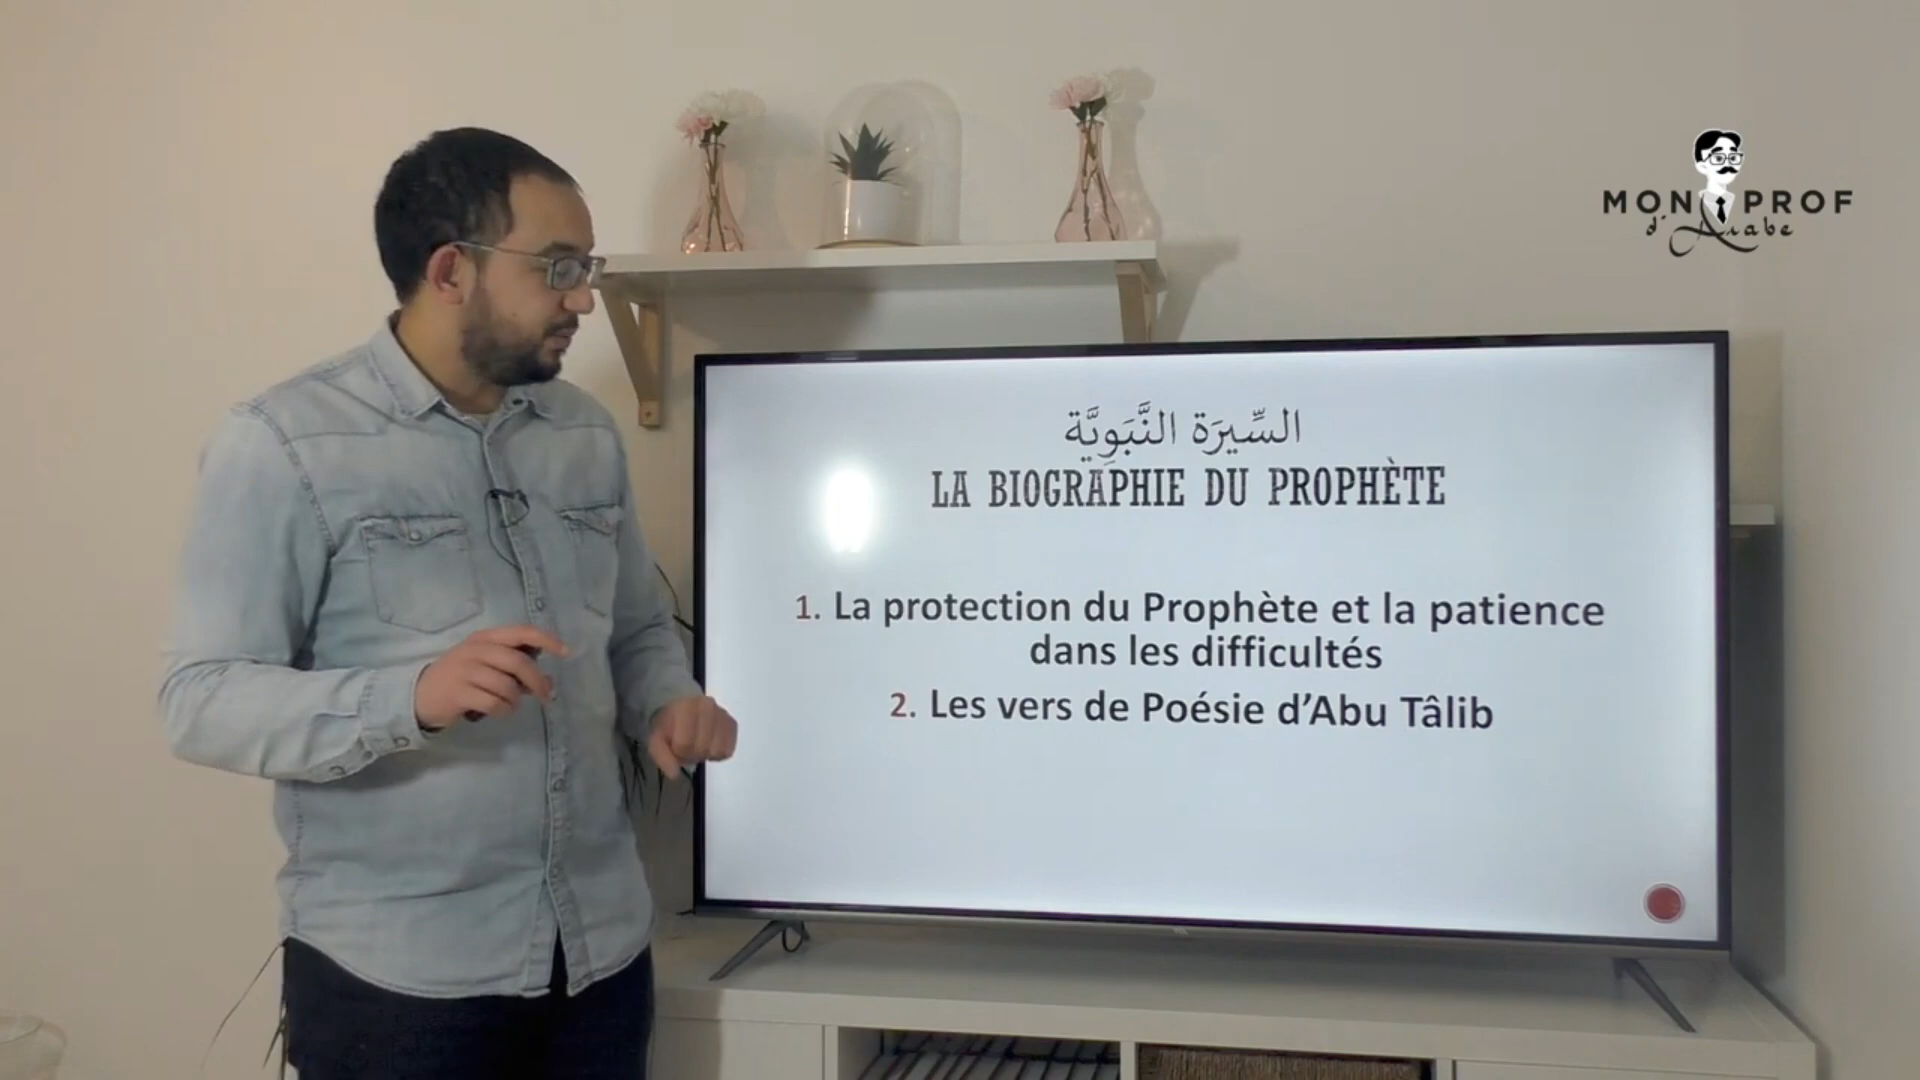 MON PROF
d'Arabe
السِّيرَة النَّبَوِيَّة
LA BIOGRAPHIE DU PROPHÈTE
1. La protection du Prophète et la patience
dans les difficultés
2. Les vers de Poésie d’Abu Tâlib